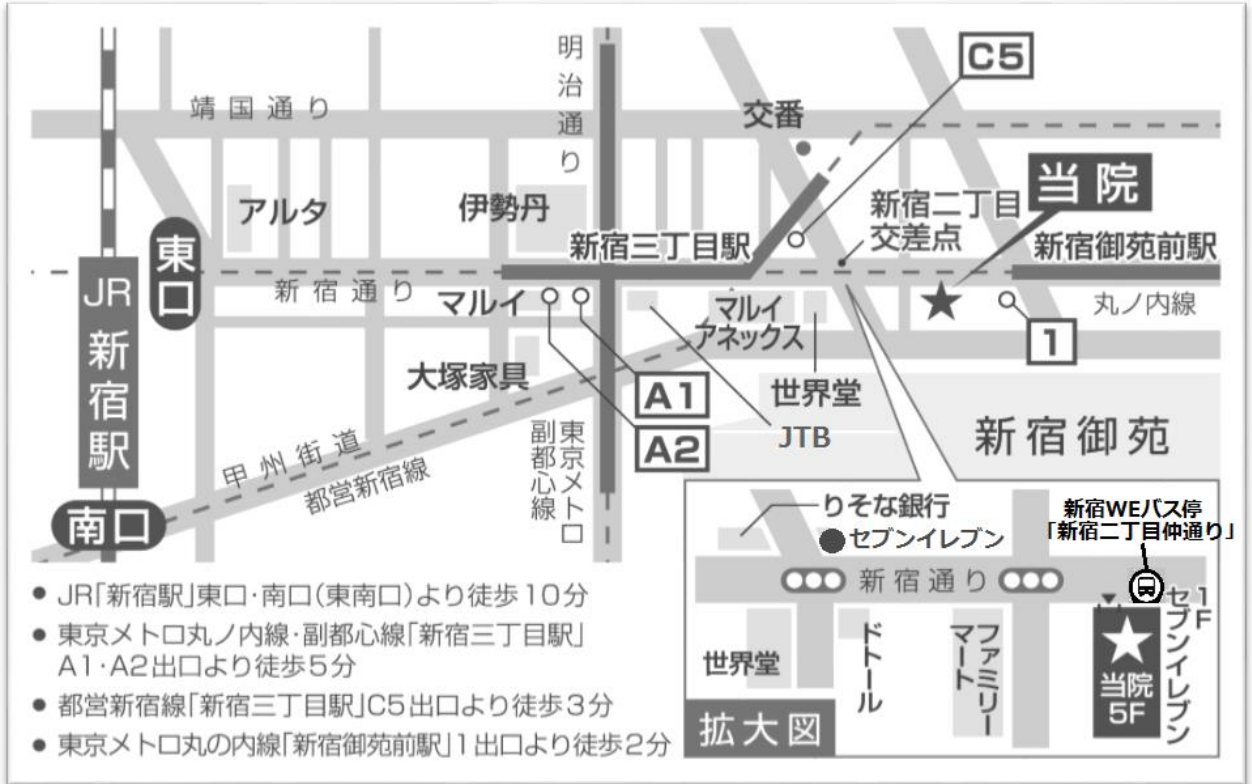 明治通り
C5
靖国通り
交番
当院
アルタ
伊勢丹
新宿二丁目
交差点
東口
新宿三丁目駅
新宿御苑前駅
JR新宿駅
新宿通り
マルイ
マルイ
アネックス
丸ノ内線
1
大塚家具
A1
世界堂
A2
JTB
新宿御苑
甲州街道
都営新宿線
東京メトロ
副都心線
南口
りそな銀行
セブンイレブン
新宿WEバス停
「新宿二丁目仲通り」
新宿通り
1F
セブンイレブン
世界堂
ドトール
ファミリー
マート
当院
5F
拡大図
● JR「新宿駅」東口・南口(東南口)より徒歩10分
● 東京メトロ丸ノ内線・副都心線「新宿三丁目駅」
A1・A2出口より徒歩5分
● 都営新宿線「新宿三丁目駅」C5出口より徒歩3分
● 東京メトロ丸の内線「新宿御苑前駅」1出口より徒歩2分